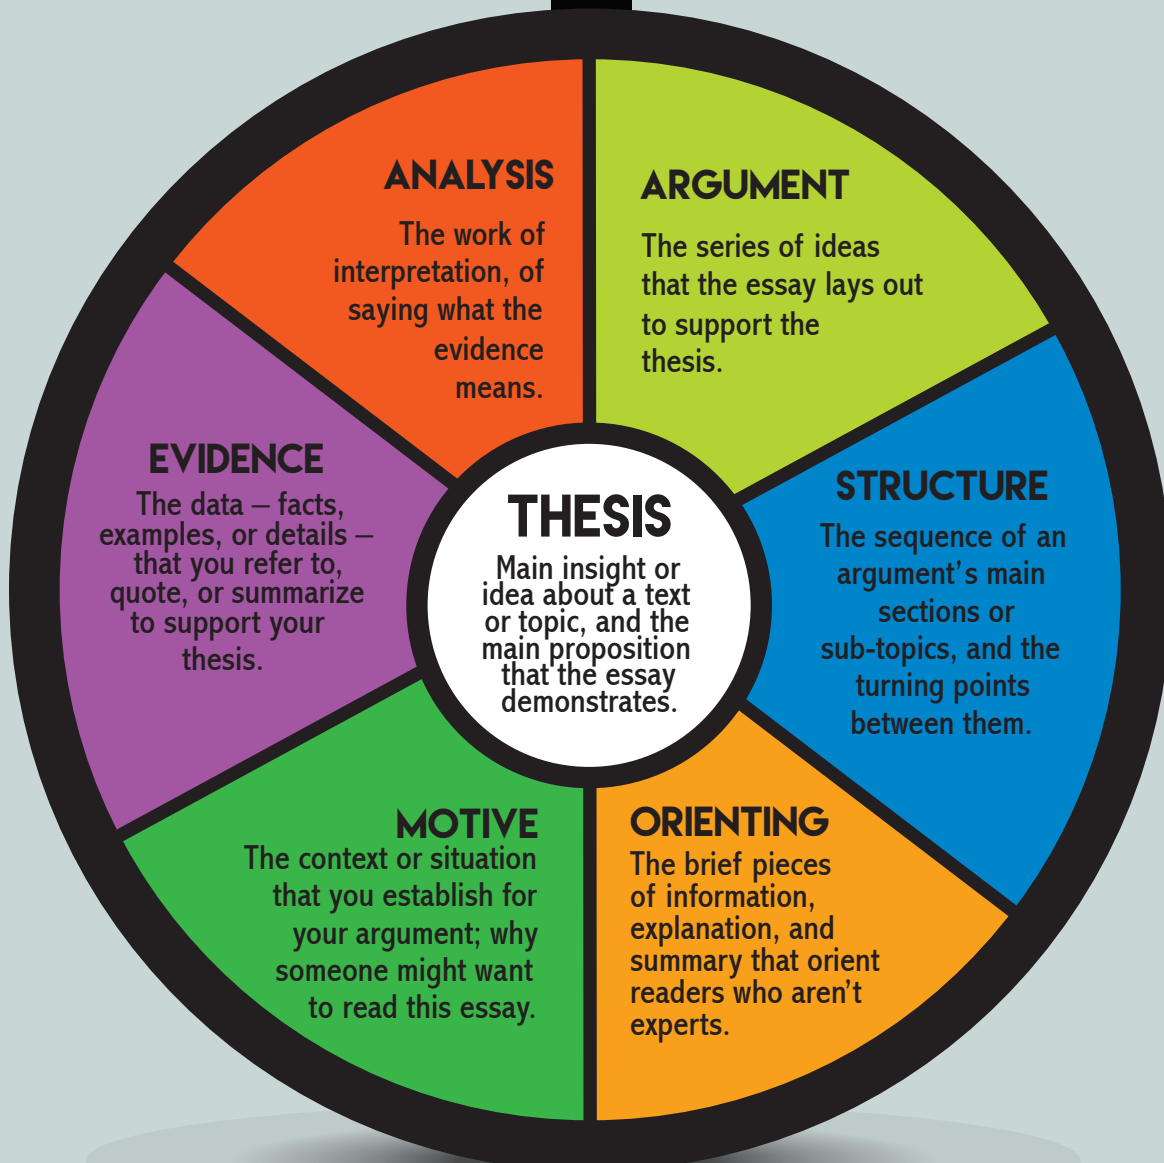 ANALYSIS
The work of
interpretation, of
saying what the
evidence
means.
ARGUMENT
The series of ideas
that the essay lays out
to support the
thesis.
EVIDENCE
The data – facts,
examples, or details –
that you refer to,
quote, or summarize
to support your
thesis.
THESIS
Main insight or
idea about a text
or topic, and the
main proposition
that the essay
demonstrates.
STRUCTURE
The sequence of an
argument's main
sections or
sub-topics, and the
turning points
between them.
MOTIVE
The context or situation
that you establish for
your argument; why
someone might want
to read this essay.
ORIENTING
The brief pieces
of information,
explanation, and
summary that orient
readers who aren't
experts.